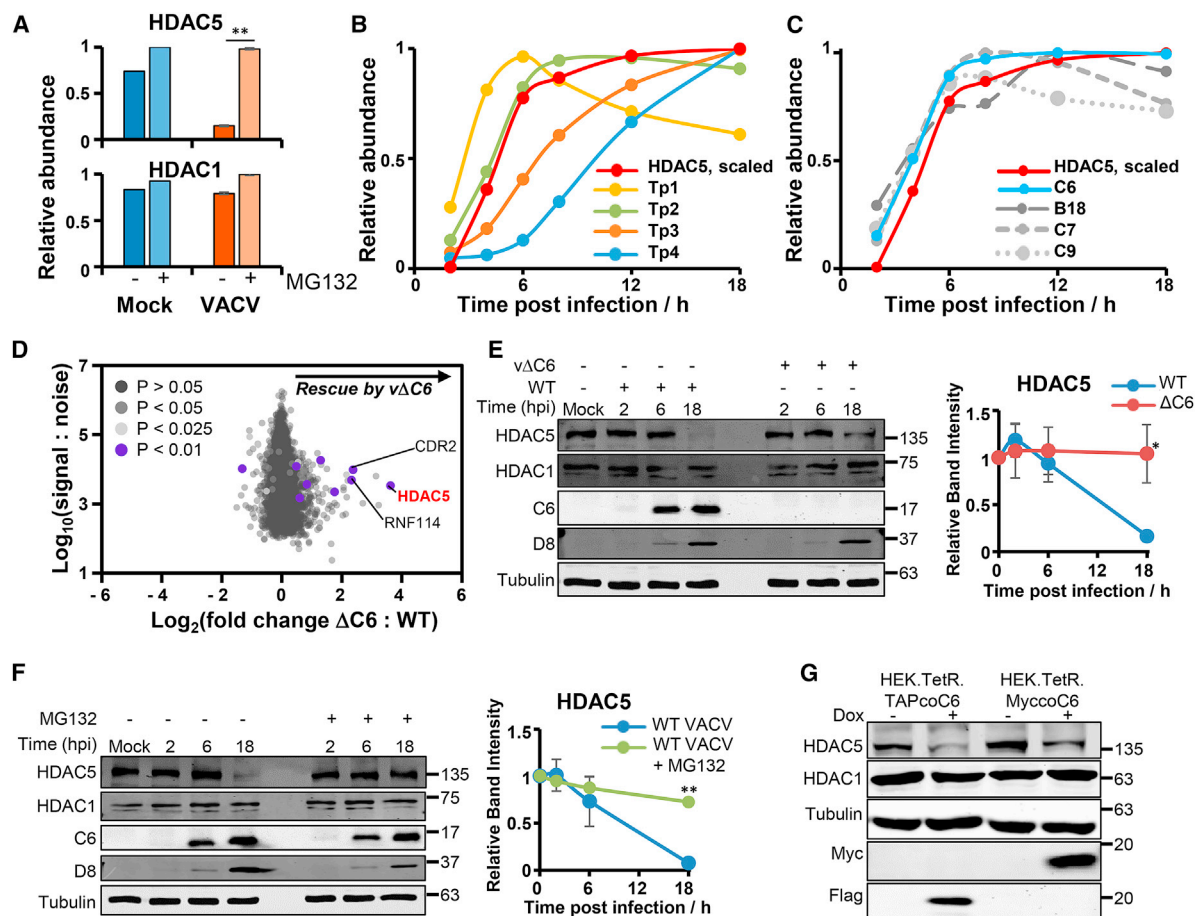 A
HDAC5
**
1
0.5
0
HDAC1
1
0.5
0
Relative abundance
- + - + MG132
Mock VACV
B
1
0.5
0
Relative abundance
HDAC5, scaled
Tp1
Tp2
Tp3
Tp4
0 6 12 18
Time post infection / h
C
1
0.5
0
Relative abundance
HDAC5, scaled
C6
B18
C7
C9
0 6 12 18
Time post infection / h
D
7
5
3
1
Log10(signal : noise)
P > 0.05
P < 0.05
P < 0.025
P < 0.01
Rescue by vΔC6
CDR2
HDAC5
RNF114
- 6 - 4 -2 0 2 4 6
Log2(fold change ΔC6 : WT)
E
vΔC6 - - - - + + +
WT - + + + - - -
Time (hpi) Mock 2 6 18 2 6 18
HDAC5 135
HDAC1 75
C6 17
D8 37
Tubulin 63
HDAC5
WT
ΔC6
1.5
1
0.5
0
*
Relative Band Intensity
0 6 12 18
Time post infection / h
F
MG132 - - - - + + +
Time (hpi) Mock 2 6 18 2 6 18
HDAC5 135
HDAC1 75
C6 17
D8 37
Tubulin 63
HDAC5
WT VACV
WT VACV
+ MG132
1.5
1
0.5
0
**
Relative Band Intensity
0 6 12 18
Time post infection / h
G
HEK.TetR. HEK.TetR.
TAPcoC6 MyccoC6
Dox - + - +
HDAC5 135
HDAC1 63
Tubulin 63
Myc 20
Flag 20